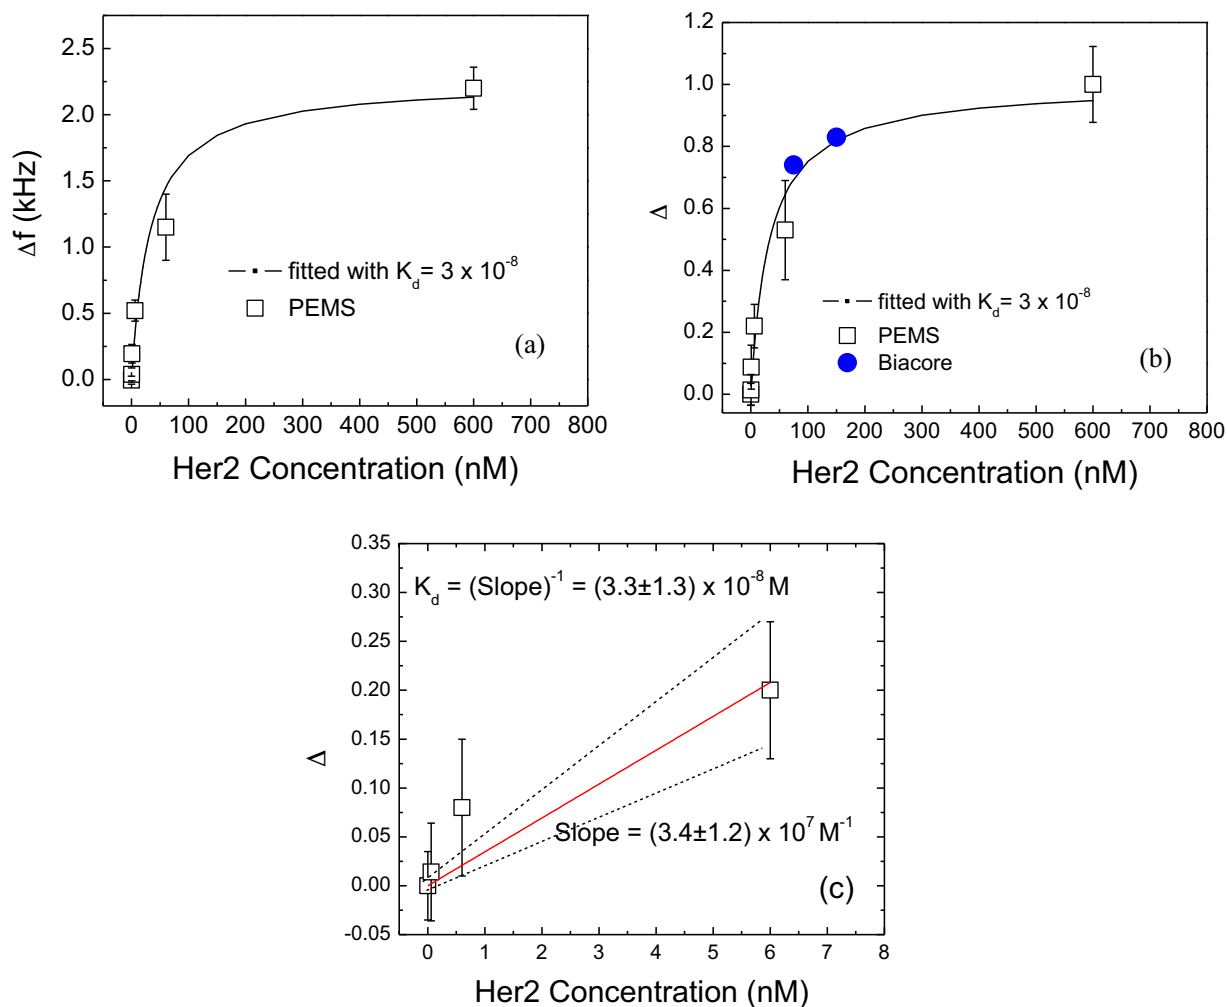 2.5
2.0
1.5
1.0
0.5
0.0
Δf (kHz)
fitted with K_d = 3 x 10^-8
PEMS
(a)
0 100 200 300 400 500 600 700 800
Her2 Concentration (nM)
1.2
1.0
0.8
0.6
0.4
0.2
0.0
Δ
fitted with K_d = 3 x 10^-8
PEMS
Biacore
(b)
0 100 200 300 400 500 600 700 800
Her2 Concentration (nM)
0.35
0.30
0.25
0.20
0.15
0.10
0.05
0.00
-0.05
Δ
K_d = (Slope)^-1 = (3.3±1.3) x 10^-8 M
Slope = (3.4±1.2) x 10^7 M^-1
(c)
0 1 2 3 4 5 6 7 8
Her2 Concentration (nM)